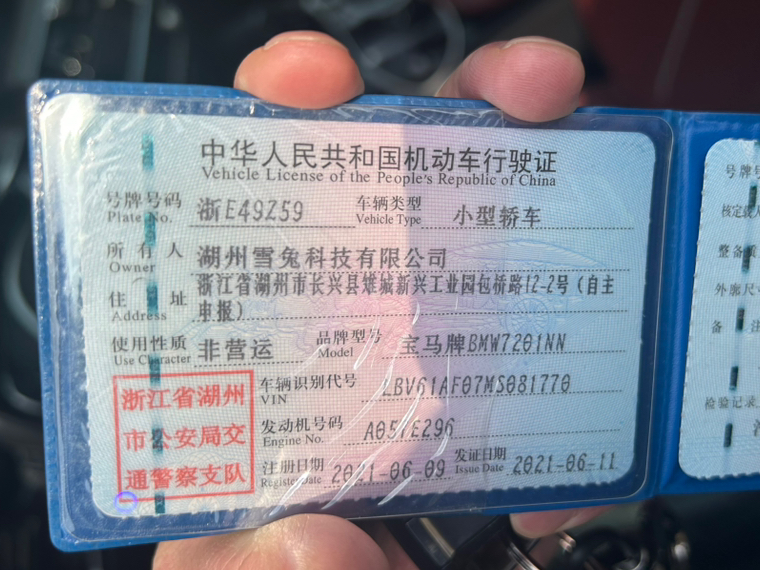 中华人民共和国机动车行驶证
Vehicle License of the People's Republic of China
号牌号码 浙E49Z59 车辆类型 小型轿车
Plate No. Vehicle Type
所有人 湖州雪兔科技有限公司
Owner
浙江省湖州市长兴县雉城新兴工业园包桥路12-2号（自主
住址 申报）
Address
使用性质 非营运 品牌型号 宝马牌BMW7201NN
Use Character Model
浙江省湖州
市公安局交
通警察支队
车辆识别代号 LBV61AF07MS081770
VIN
发动机号码
Engine No.
注册日期 2021-06-09 发证日期 2021-06-11
Register Date Issue Date
号牌号
核定载人
整备质
外廓尺
备注
检验记录